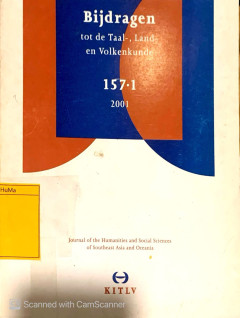 Bijdragen
tot de Taal-, Land-
en Volkenkunde
157-1
2001
HuMa
Journal of the Humanities and Social Sciences
of Southeast Asia and Oceania
KITLV
Scanned with CamScanner